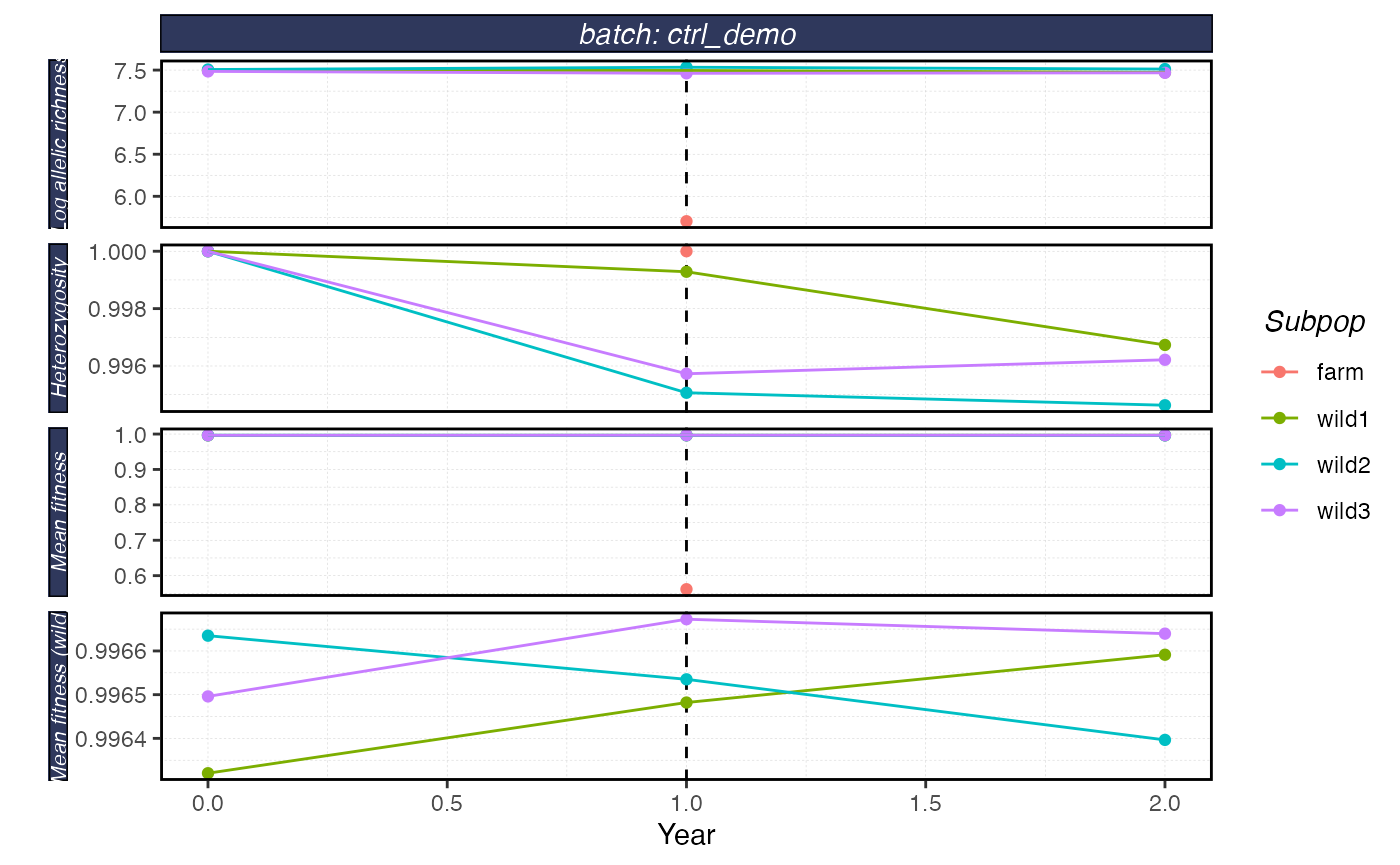 batch: ctrl_demo
Log allelic richness
7.5
7.0
6.5
6.0
Heterozygosity
1.000
0.998
0.996
Mean fitness
1.0
0.9
0.8
0.7
0.6
Mean fitness (wild
0.9966
0.9965
0.9964
0.0 0.5 1.0 1.5 2.0
Year
Subpop
farm
wild1
wild2
wild3